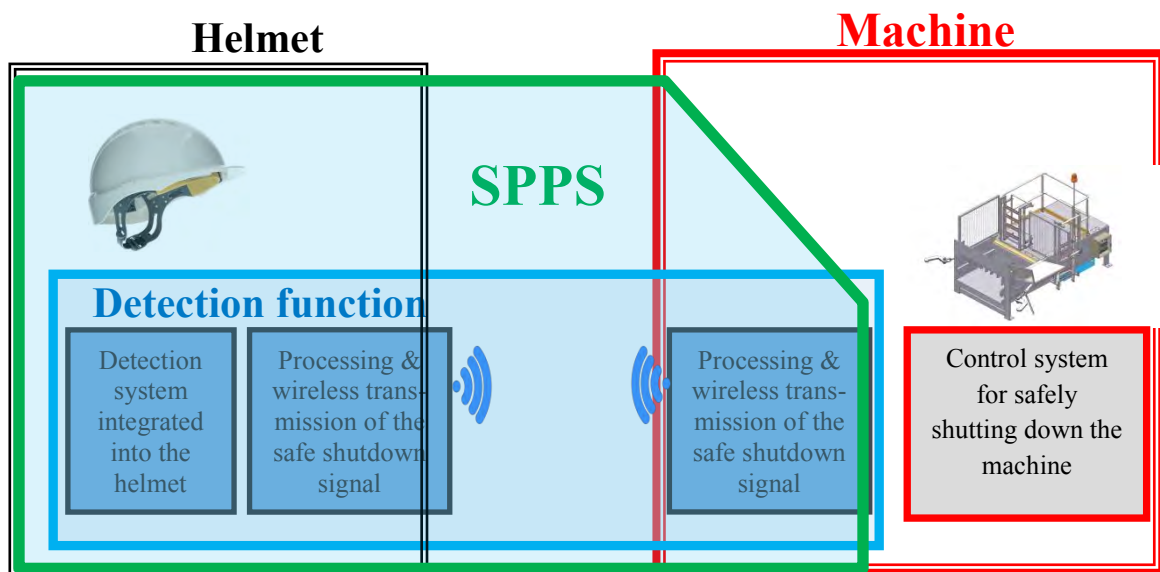 Helmet
Machine
SPPS
Detection function
Detection
system
integrated
into the
helmet
Processing &
wireless trans-
mission of the
safe shutdown
signal
Processing &
wireless trans-
mission of the
safe shutdown
signal
Control system
for safely
shutting down the
machine